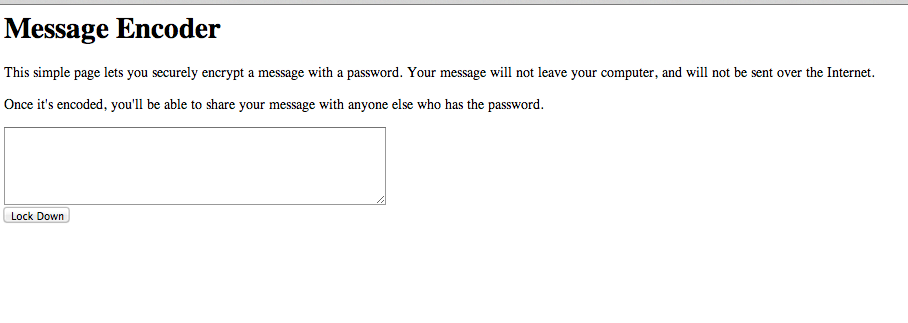 Message Encoder
This simple page lets you securely encrypt a message with a password. Your message will not leave your computer, and will not be sent over the Internet.
Once it's encoded, you'll be able to share your message with anyone else who has the password.
Lock Down